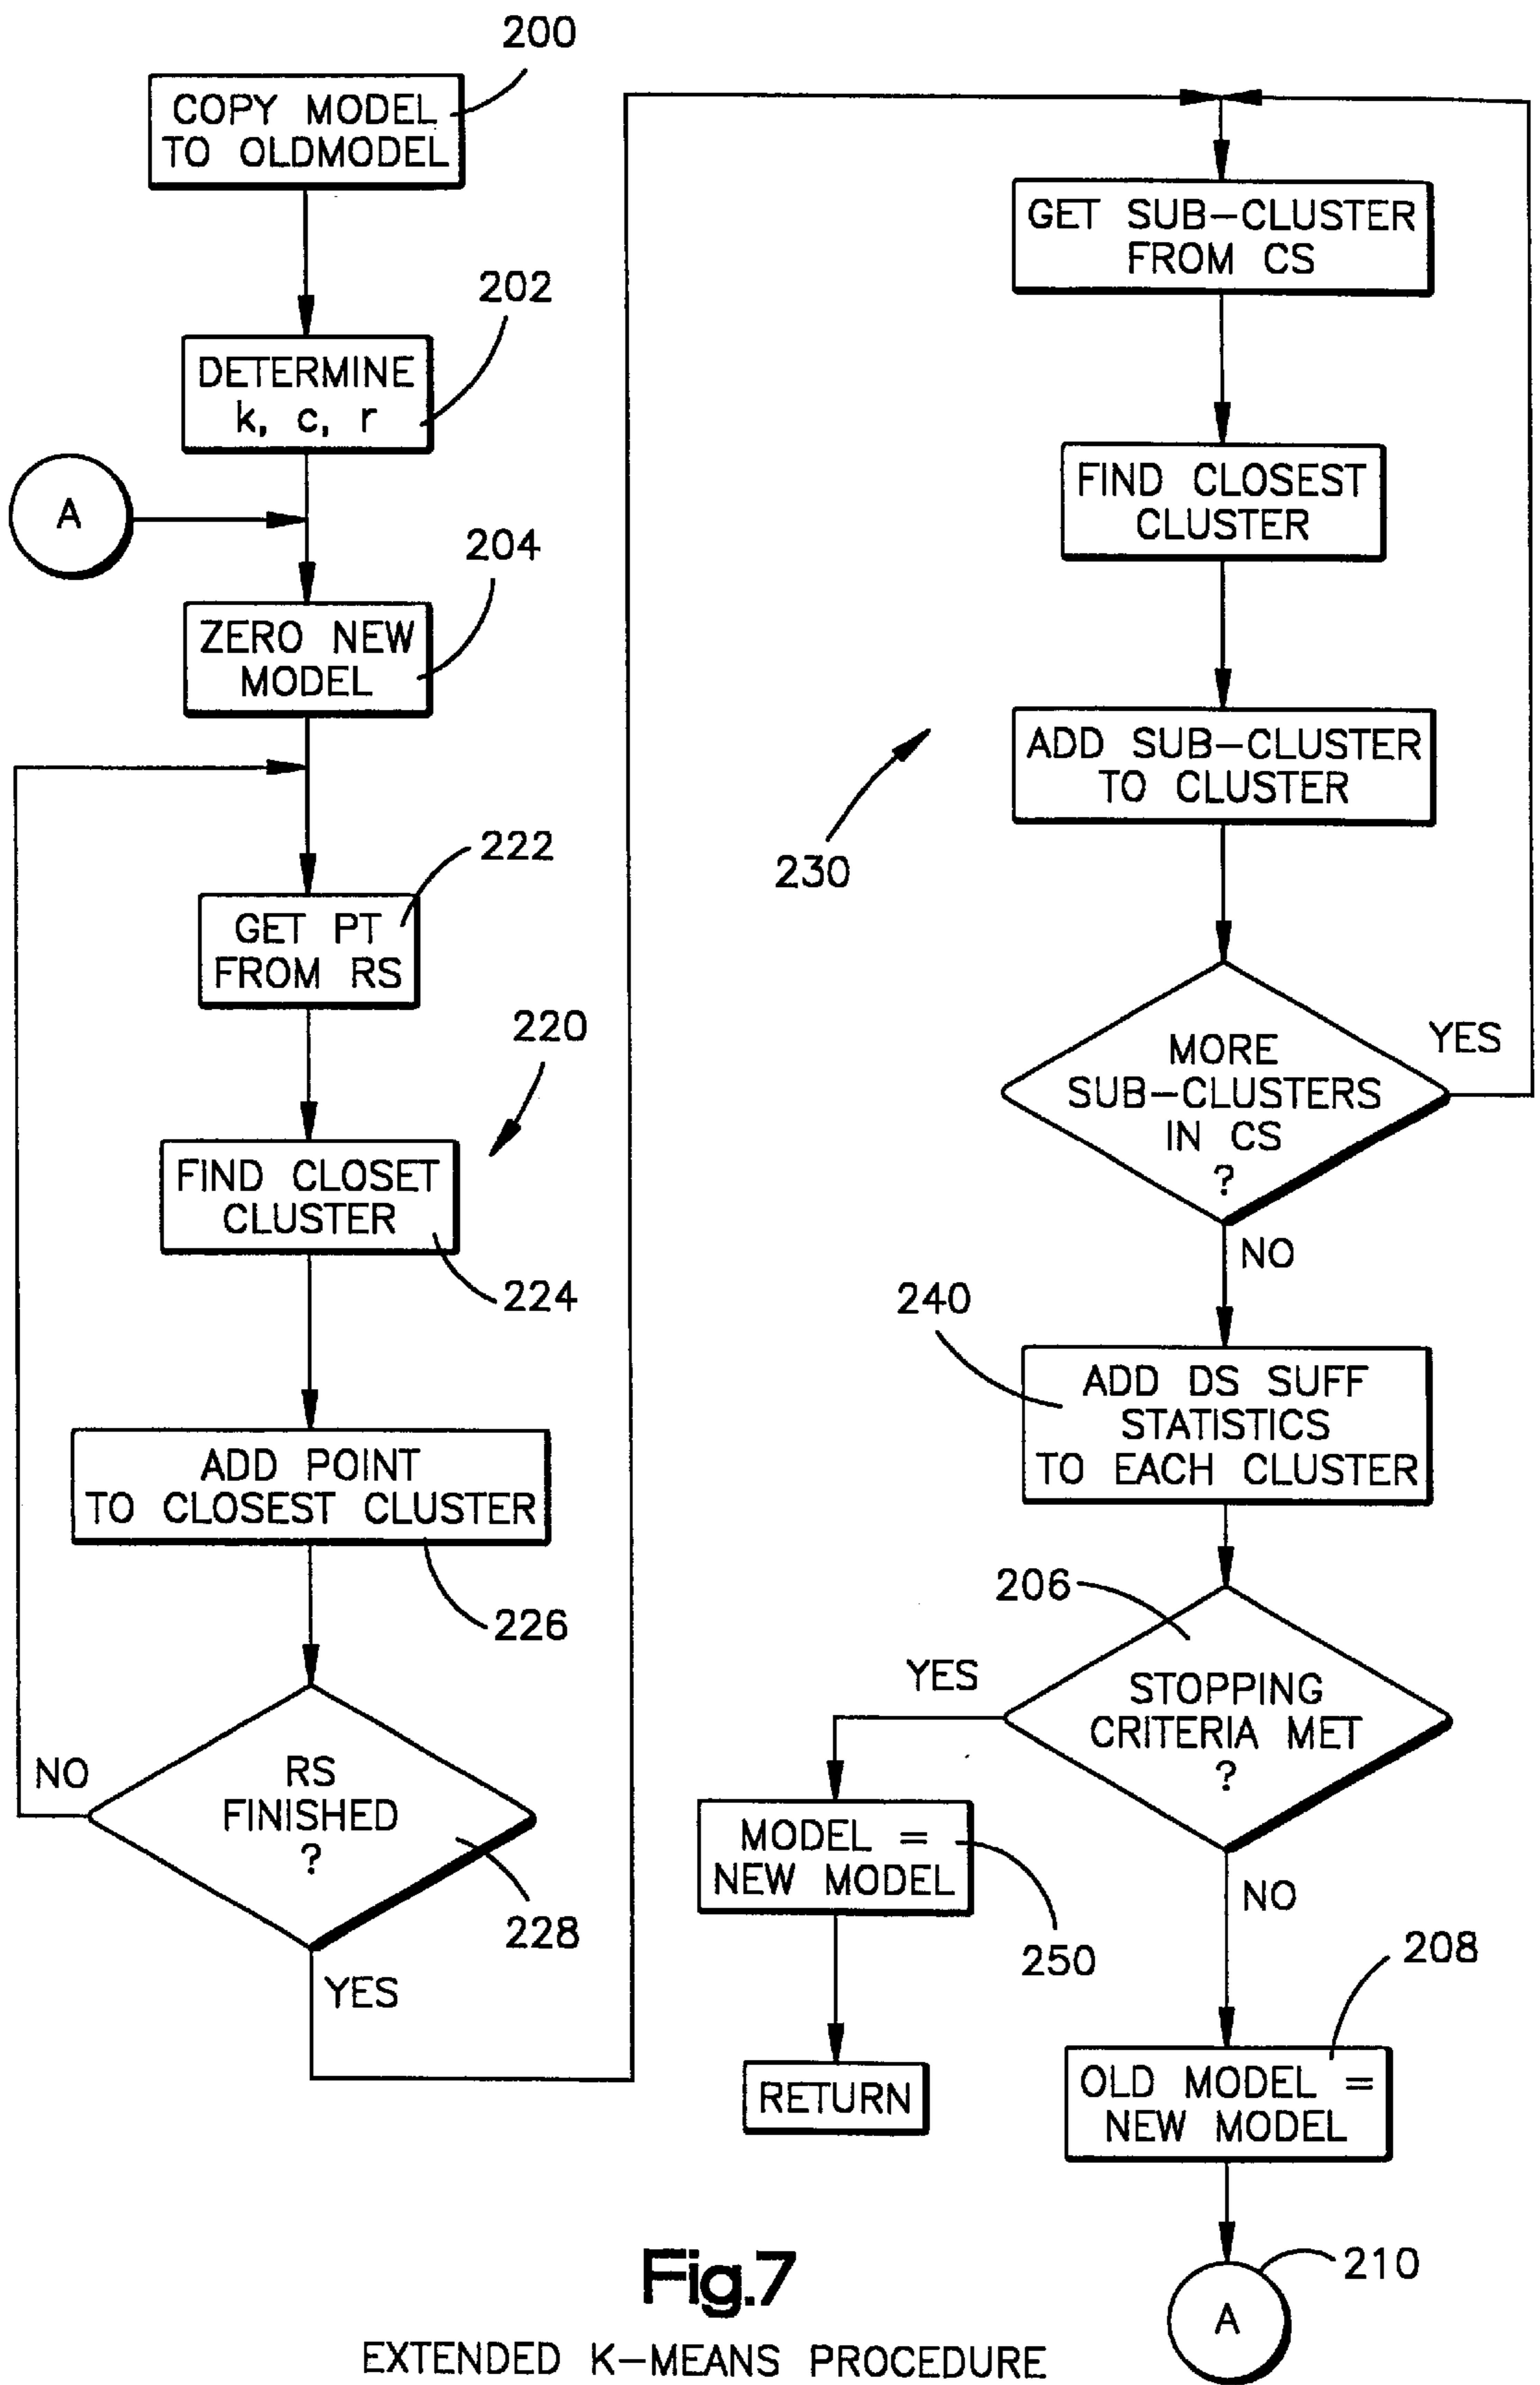 200
COPY MODEL
TO OLDMODEL
202
DETERMINE
k, c, r
A
204
ZERO NEW
MODEL
222
GET PT
FROM RS
220
FIND CLOSET
CLUSTER
224
ADD POINT
TO CLOSEST CLUSTER
226
RS
FINISHED
?
NO
228
YES
GET SUB-CLUSTER
FROM CS
FIND CLOSEST
CLUSTER
ADD SUB-CLUSTER
TO CLUSTER
230
MORE
SUB-CLUSTERS
IN CS
?
YES
NO
240
ADD DS SUFF
STATISTICS
TO EACH CLUSTER
206
STOPPING
CRITERIA MET
?
YES
MODEL =
NEW MODEL
250
RETURN
NO
208
OLD MODEL =
NEW MODEL
210
A
Fig.7
EXTENDED K-MEANS PROCEDURE